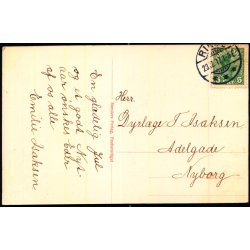 En glædelig Jul
og et godt Nyt-
aar ønskes Eder
af os alle
Emilie Isaksen
Herr.
Dyrlæge T. Isaksen
Adelgade
Nyborg
5